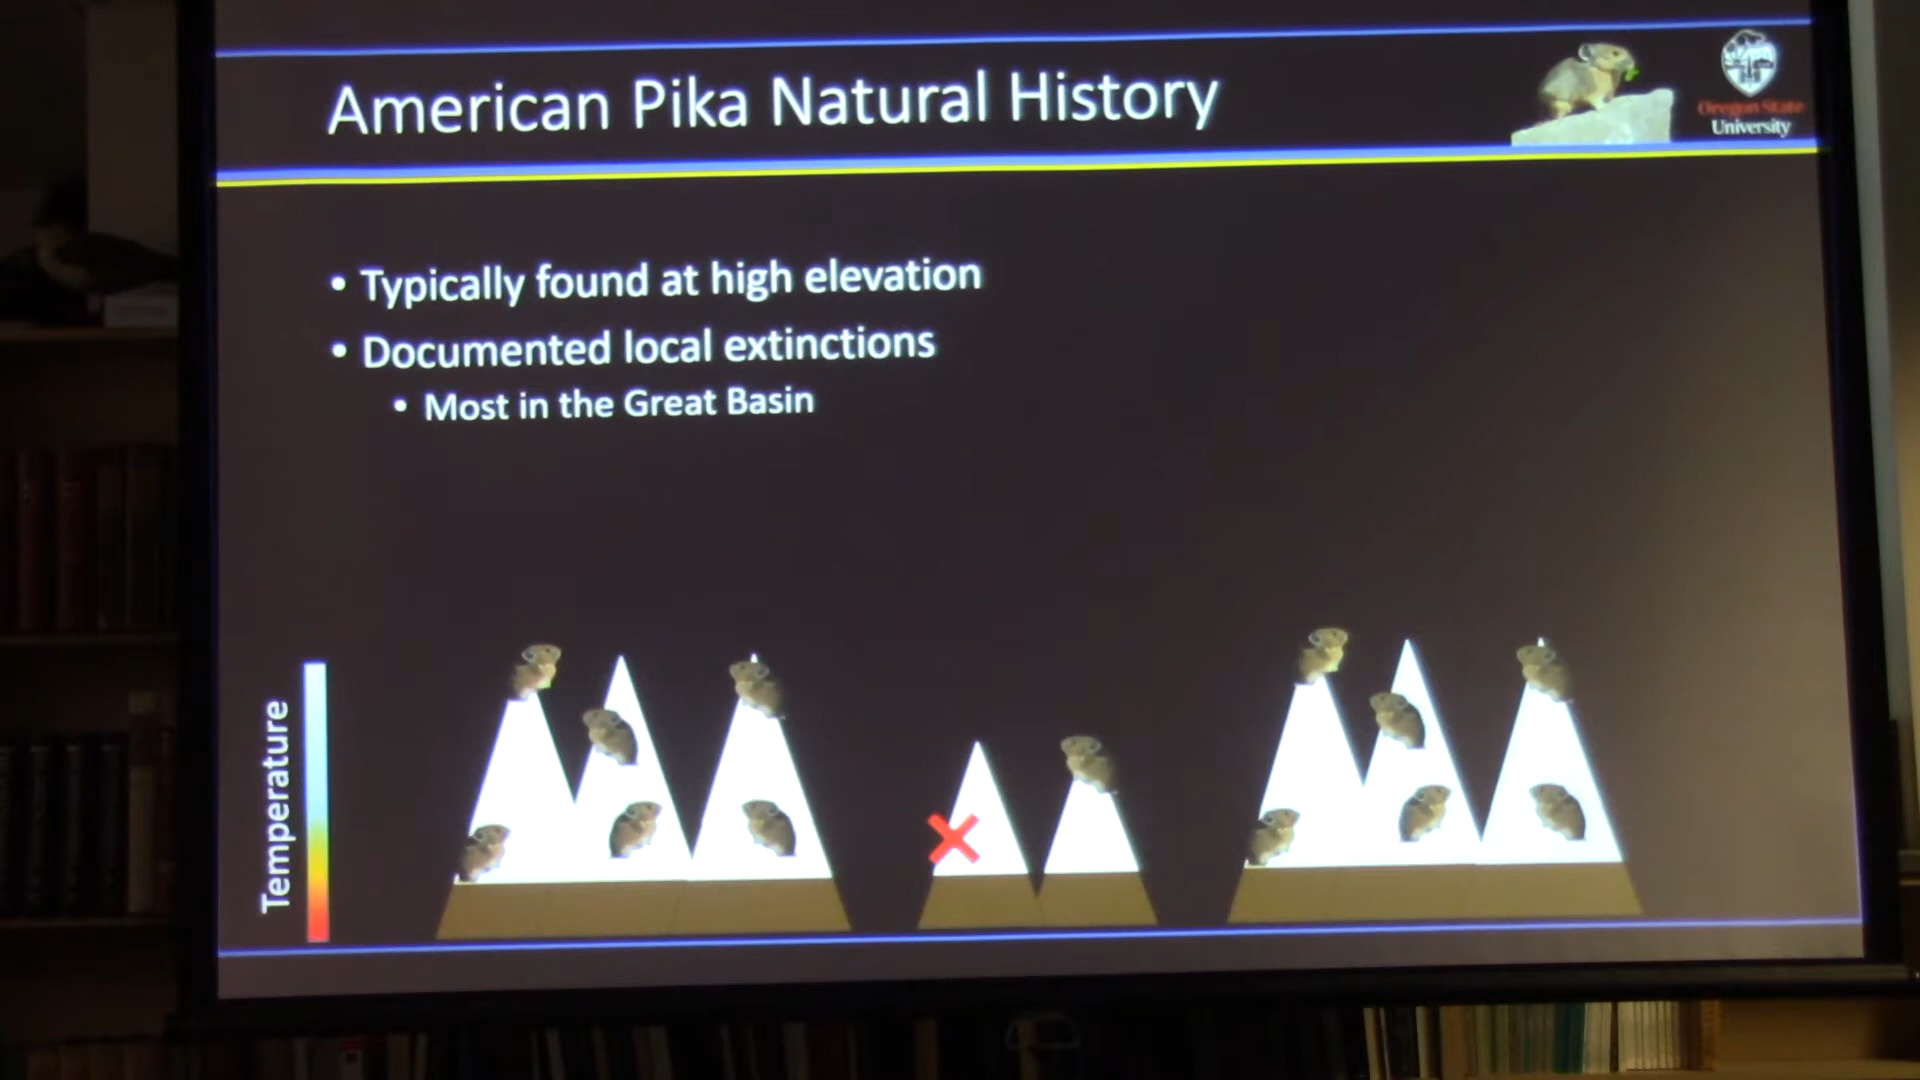 American Pika Natural History
Oregon State
University
• Typically found at high elevation
• Documented local extinctions
• Most in the Great Basin
Temperature